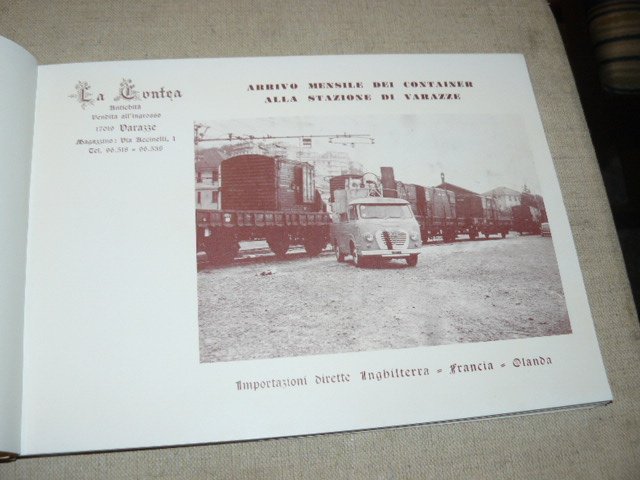 La Contea
Antichità
Vendita all'ingrosso
17019 Varazze
Magazzino: Via Accinelli, 1
Tel. 96.518 - 96.539
ARRIVO MENSILE DEI CONTAINER
ALLA STAZIONE DI VARAZZE
Importazioni dirette Inghilterra - Francia - Olanda